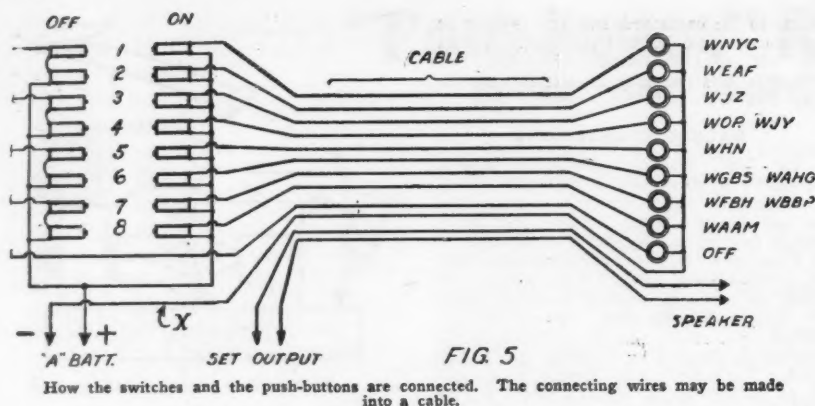 OFF ON
1
2
3
4
5
6
7
8
CABLE
WNYC
WEAF
WJZ
WOR WJY
WHN
WGBS WAHG
WFBH WBBR
WAAM
OFF
X
- +
"A" BATT.
SET OUTPUT
SPEAKER
FIG. 5
How the switches and the push-buttons are connected. The connecting wires may be made
into a cable.